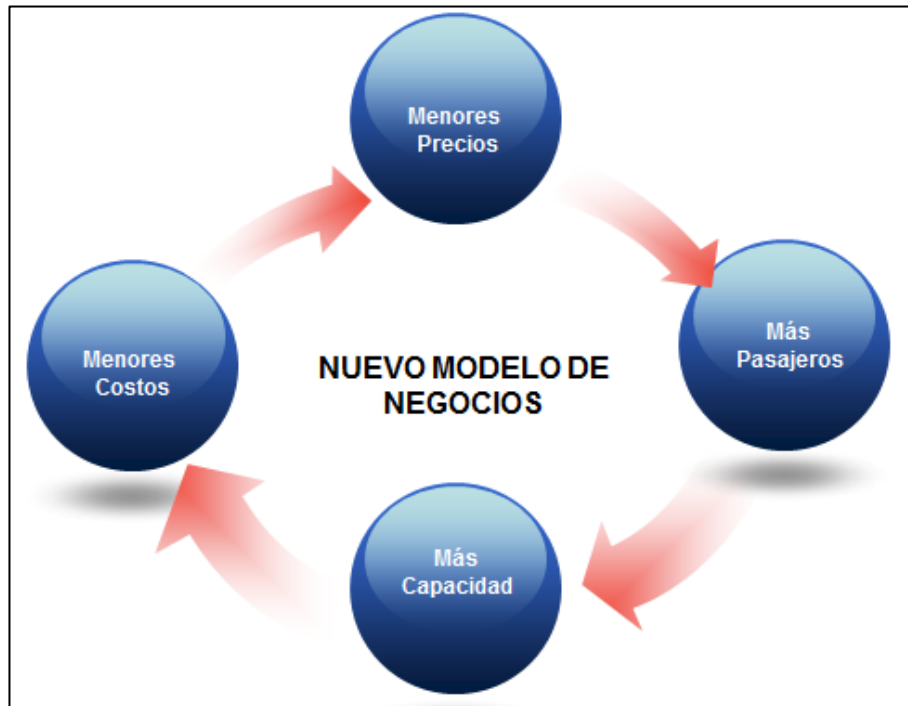 Menores
Precios
Más
Pasajeros
Menores
Costos
NUEVO MODELO DE
NEGOCIOS
Más
Capacidad